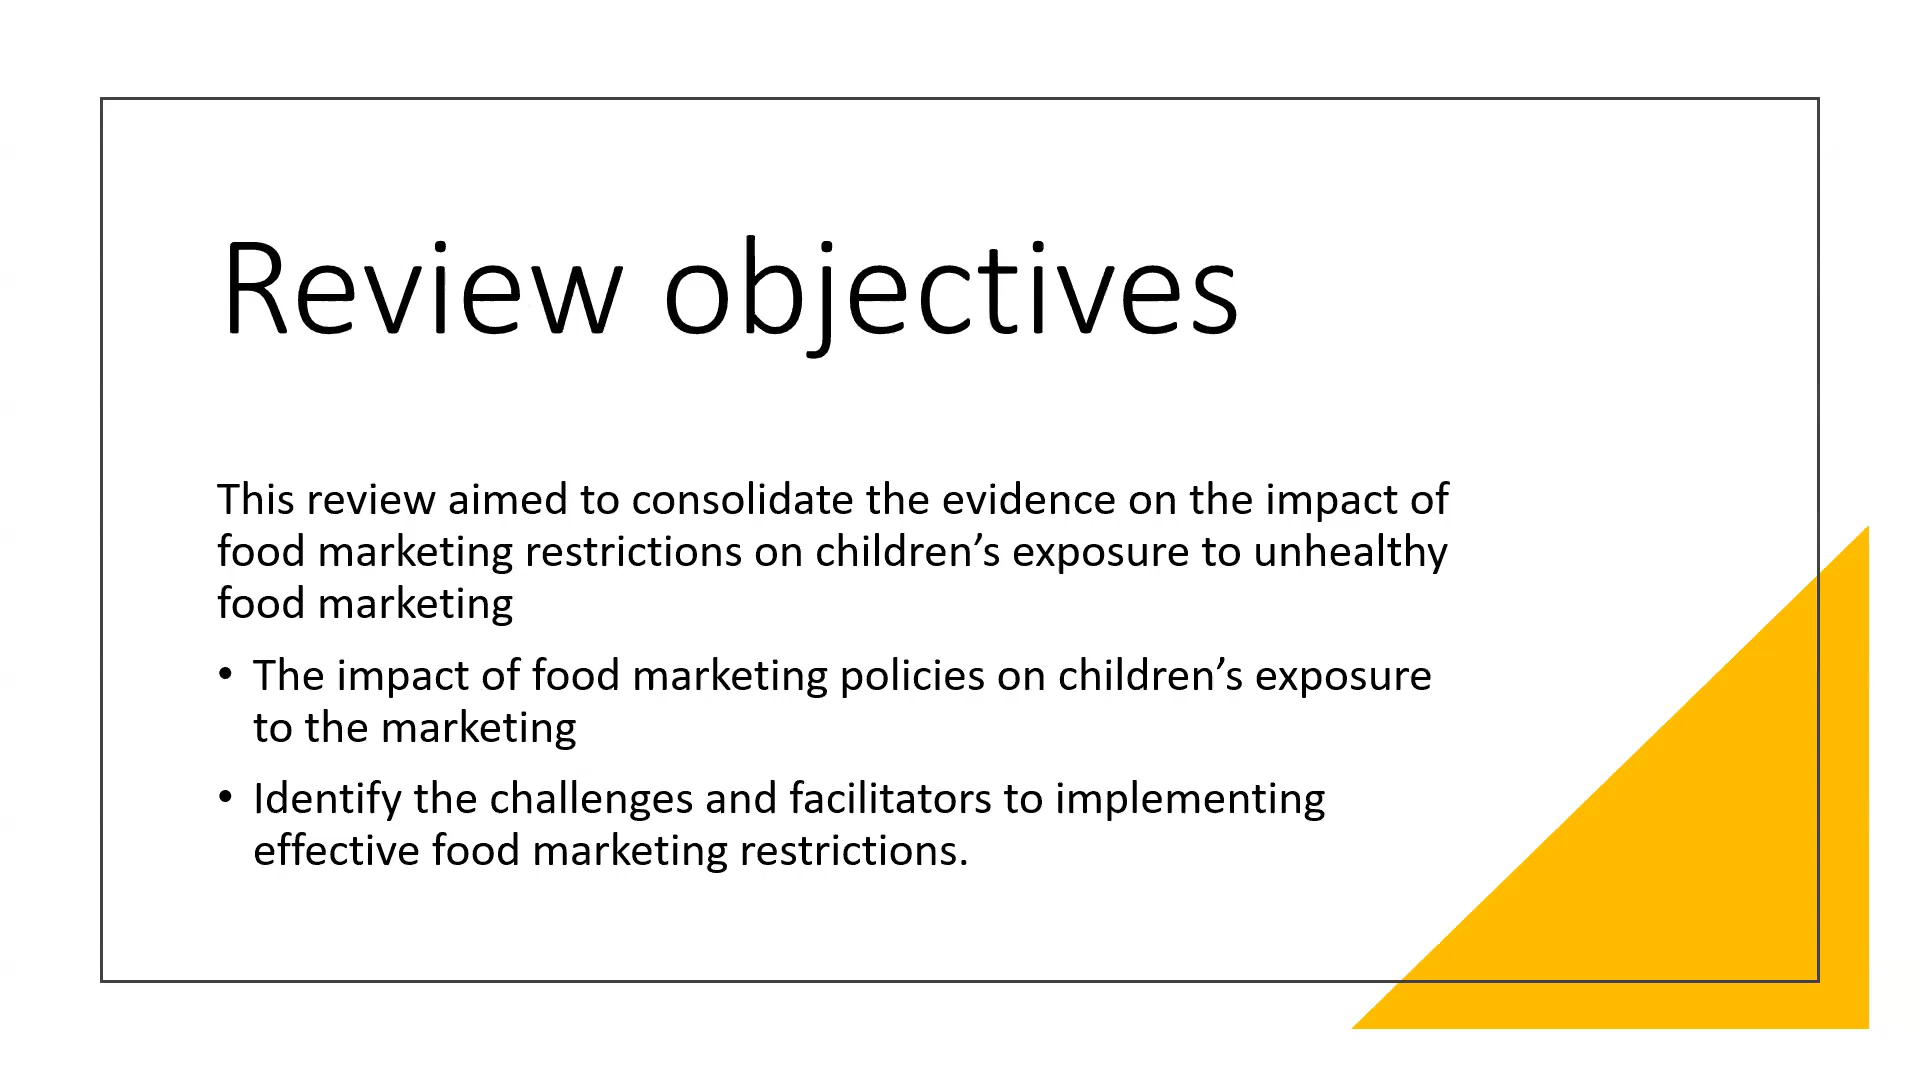 Review objectives
This review aimed to consolidate the evidence on the impact of
food marketing restrictions on children’s exposure to unhealthy
food marketing
• The impact of food marketing policies on children’s exposure
to the marketing
• Identify the challenges and facilitators to implementing
effective food marketing restrictions.